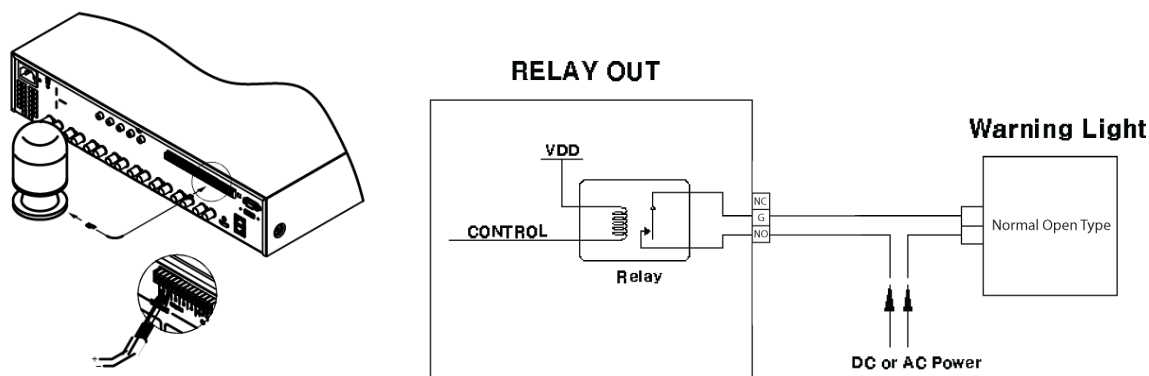 RELAY OUT
Warning Light
VDD
NC
G
NO
CONTROL
Normal Open Type
Relay
DC or AC Power
+
-